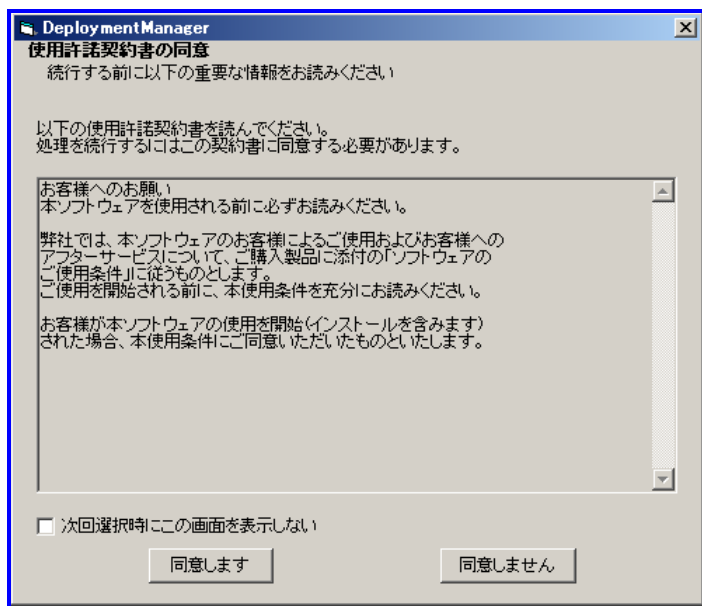 DeploymentManager
使用許諾契約書の同意
続行する前に以下の重要な情報をお読みください
以下の使用許諾契約書を読んでください。
処理を続行するにはこの契約書に同意する必要があります。
お客様へのお願い
本ソフトウェアを使用される前に必ずお読みください。
弊社では、本ソフトウェアのお客様によるご使用およびお客様への
アフターサービスについて、ご購入製品に添付の「ソフトウェアの
ご使用条件」に従うものとします。
ご使用を開始される前に、本使用条件を充分にお読みください。
お客様が本ソフトウェアの使用を開始(インストールを含みます)
された場合、本使用条件にご同意いただいたものといたします。
次回選択時にこの画面を表示しない
同意します
同意しません